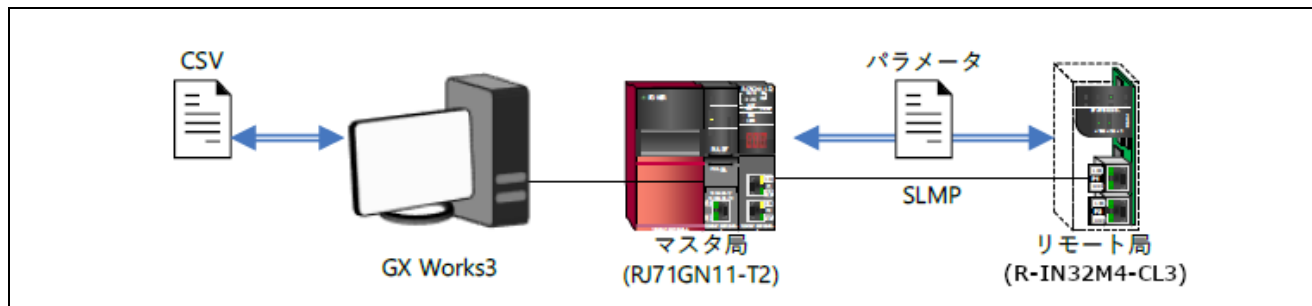 CSV
パラメータ
SLMP
GX Works3
マスタ局
(RJ71GN11-T2)
リモート局
(R-IN32M4-CL3)